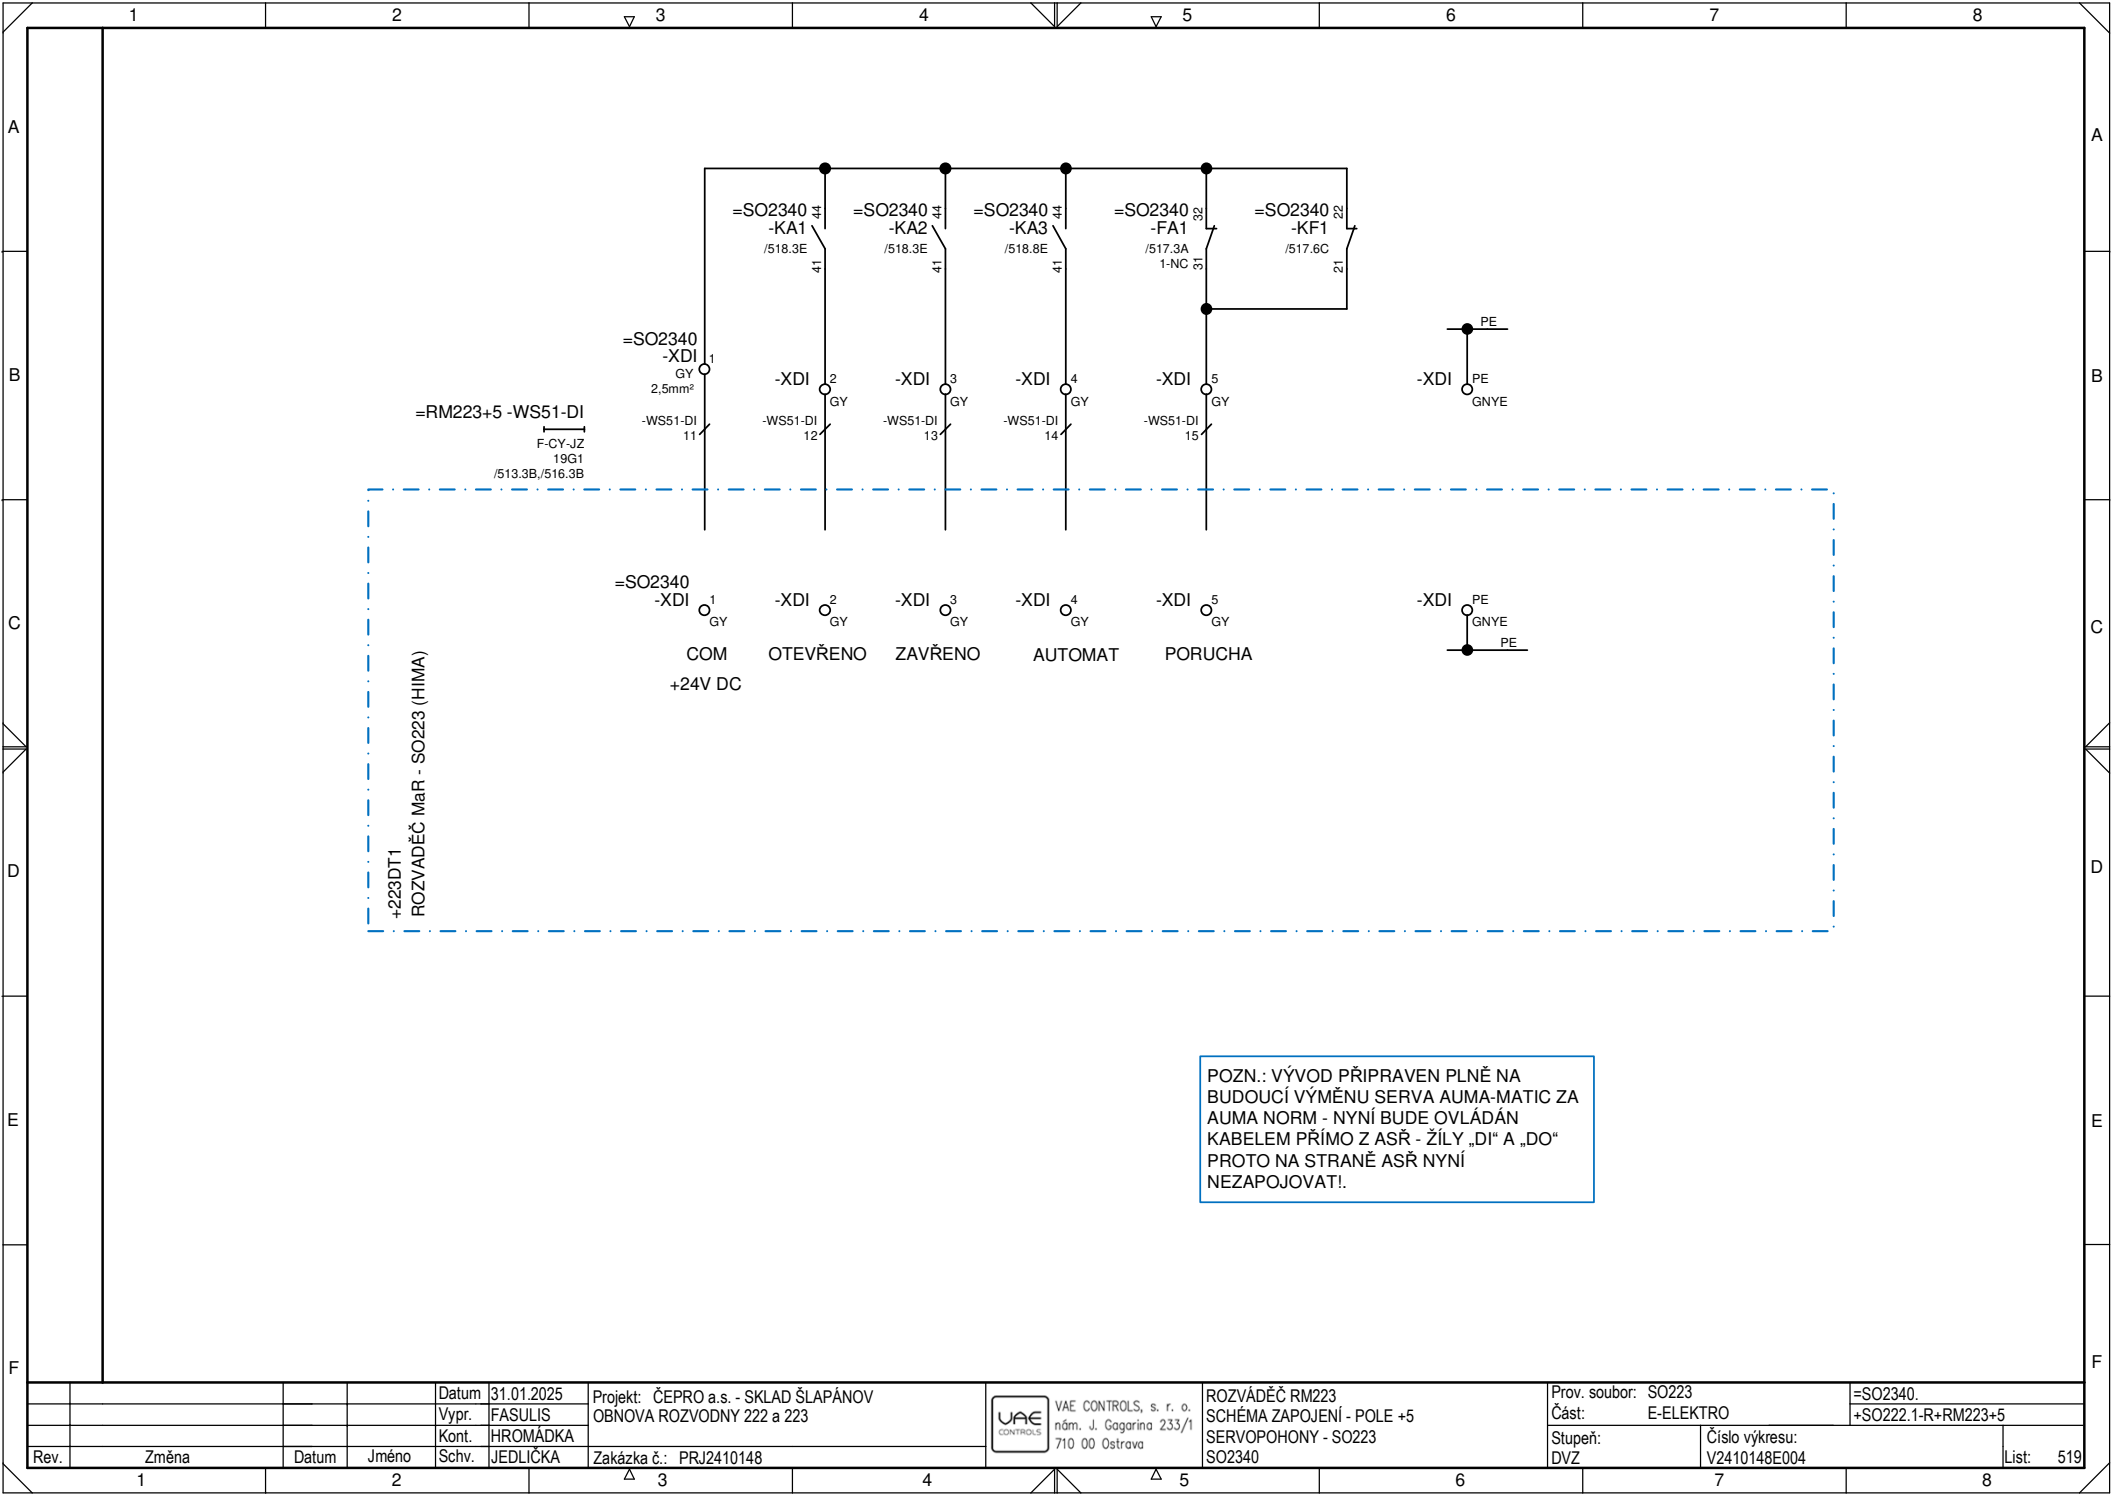 1 2 3 4 5 6 7 8
A A
=SO2340 44 =SO2340 44 =SO2340 44 =SO2340 32 =SO2340 22
-KA1 -KA2 -KA3 -FA1 -KF1
/518.3E /518.3E /518.8E /517.3A /517.6C
41 41 41 1-NC 31 21
=SO2340
-XDI 1
GY
2,5mm²
PE
B B
-XDI 2 -XDI 3 -XDI 4 -XDI 5 -XDI PE
GY GY GY GY GNYE
=RM223+5 -WS51-DI
F-CY-JZ
19G1
/513.3B,/516.3B
-WS51-DI -WS51-DI -WS51-DI -WS51-DI -WS51-DI
11 12 13 14 15
=SO2340
-XDI 1 -XDI 2 -XDI 3 -XDI 4 -XDI 5 -XDI PE
GY GY GY GY GY GNYE
C C
PE
COM OTEVŘENO ZAVŘENO AUTOMAT PORUCHA
+24V DC
+223DT1
ROZVADĚČ MaR - SO223 (HIMA)
D D
POZN.: VÝVOD PŘIPRAVEN PLNĚ NA
BUDOUCÍ VÝMĚNU SERVA AUMA-MATIC ZA
AUMA NORM - NYNÍ BUDE OVLÁDÁN
KABELEM PŘÍMO Z ASŘ - ŽÍLY „DI“ A „DO“
PROTO NA STRANĚ ASŘ NYNÍ
NEZAPOJOVAT!.
E E
F F
Datum 31.01.2025
Vypr. FASULIS
Kont. HROMÁDKA
Rev. Změna Datum Jméno Schv. JEDLIČKA
Projekt: ČEPRO a.s. - SKLAD ŠLAPÁNOV
OBNOVA ROZVODNY 222 a 223
Zakázka č.: PRJ2410148
UAE
CONTROLS
VAE CONTROLS, s. r. o.
nám. J. Gagarina 233/1
710 00 Ostrava
ROZVÁDĚČ RM223
SCHÉMA ZAPOJENÍ - POLE +5
SERVOPOHONY - SO223
SO2340
Prov. soubor: SO223
Část: E-ELEKTRO
Stupeň:
DVZ
Číslo výkresu:
V2410148E004
=SO2340.
+SO222.1-R+RM223+5
List: 519
1 2 3 4 5 6 7 8